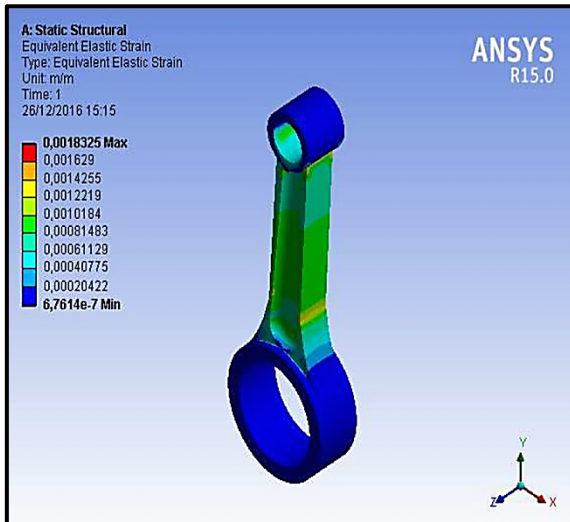 A: Static Structural
Equivalent Elastic Strain
Type: Equivalent Elastic Strain
Unit: m/m
Time: 1
26/12/2016 15:15
ANSYS
R15.0
0,0018325 Max
0,001629
0,0014255
0,0012219
0,0010184
0,00081483
0,00061129
0,00040775
0,00020422
6,7614e-7 Min
Y
Z
X